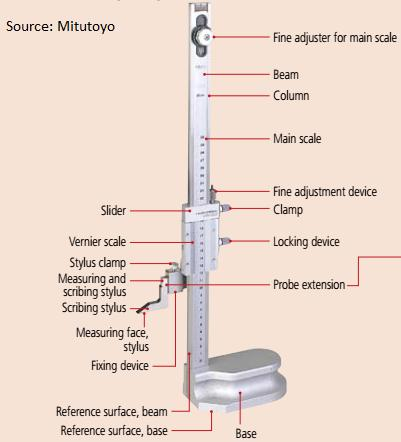 Source: Mitutoyo
Fine adjuster for main scale
Beam
Column
Main scale
Fine adjustment device
Slider
Clamp
Vernier scale
Locking device
Stylus clamp
Measuring and
scribing stylus
Probe extension
Scribing stylus
Measuring face,
stylus
Fixing device
Reference surface, beam
Reference surface, base
Base